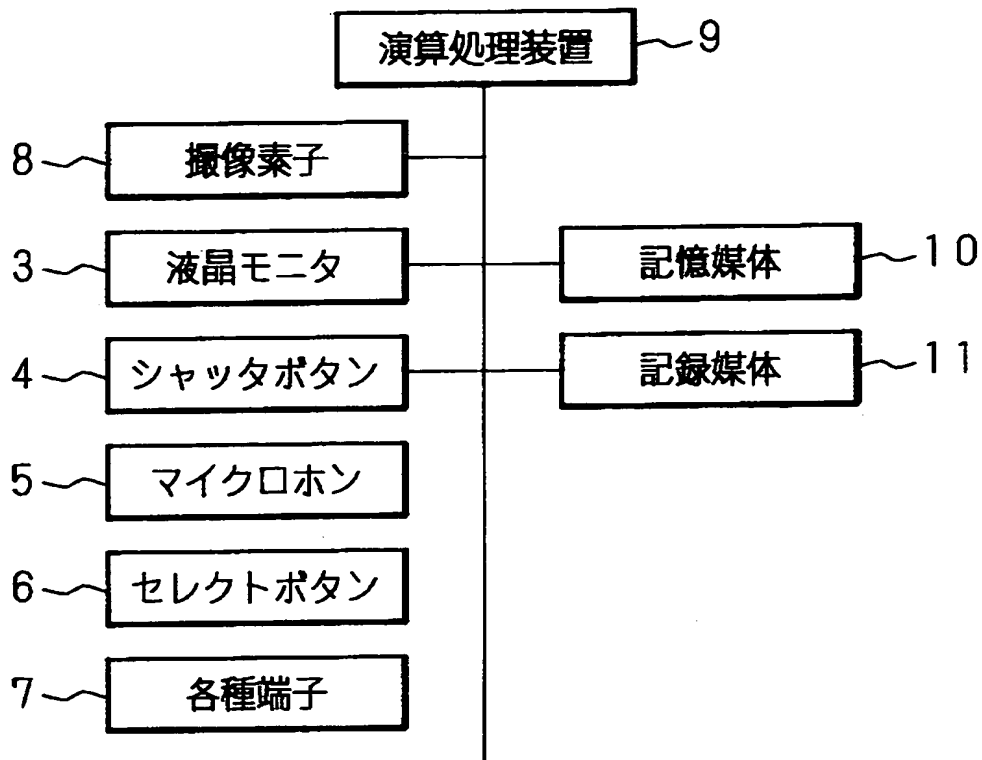 演算処理装置 9
8 撮像素子
3 液晶モニタ
記憶媒体 10
4 シャッタボタン
記録媒体 11
5 マイクロホン
6 セレクトボタン
7 各種端子